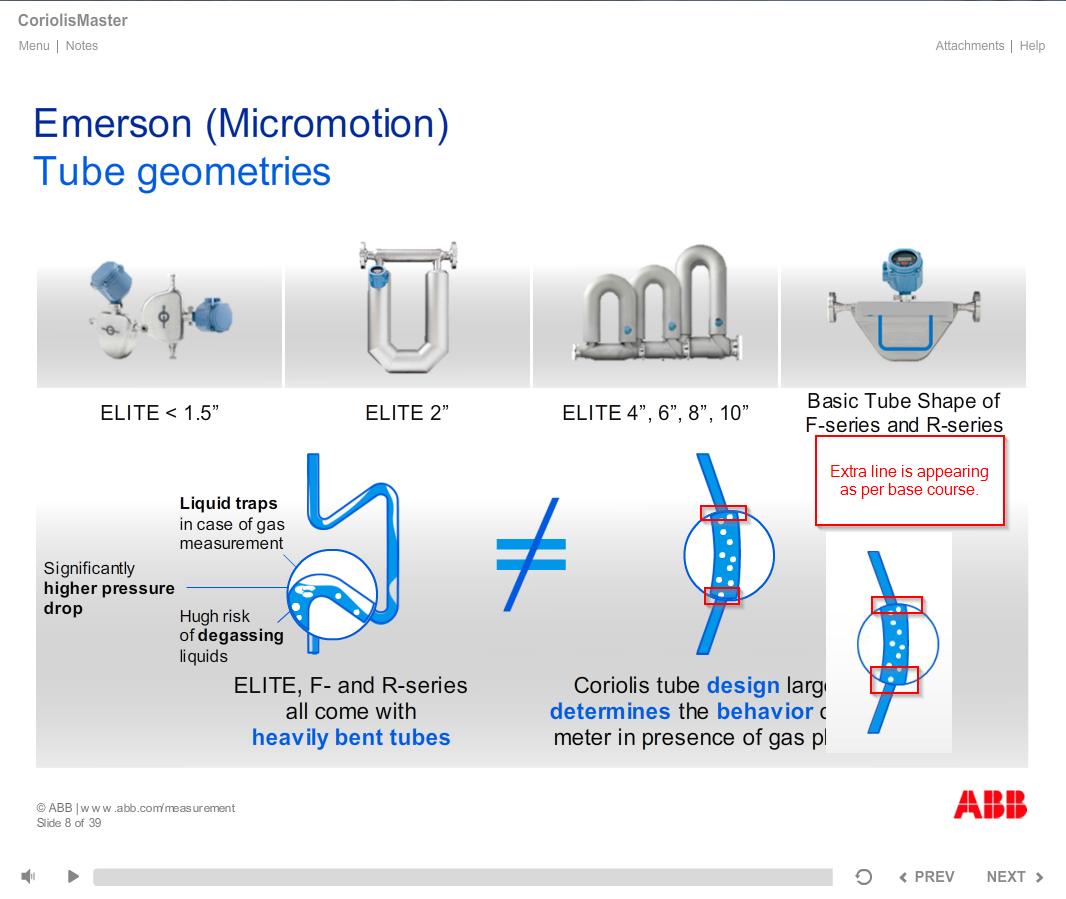 CoriolisMaster
Menu | Notes
Attachments | Help
Emerson (Micromotion)
Tube geometries
ELITE < 1.5”
ELITE 2”
ELITE 4”, 6”, 8”, 10”
Basic Tube Shape of
F-series and R-series
Extra line is appearing
as per base course.
Liquid traps
in case of gas
measurement
Significantly
higher pressure
drop
Hugh risk
of degassing
liquids
ELITE, F- and R-series
all come with
heavily bent tubes
Coriolis tube design larg
determines the behavior
meter in presence of gas
© ABB | www.abb.com/measurement
Slide 8 of 39
ABB
PREV
NEXT